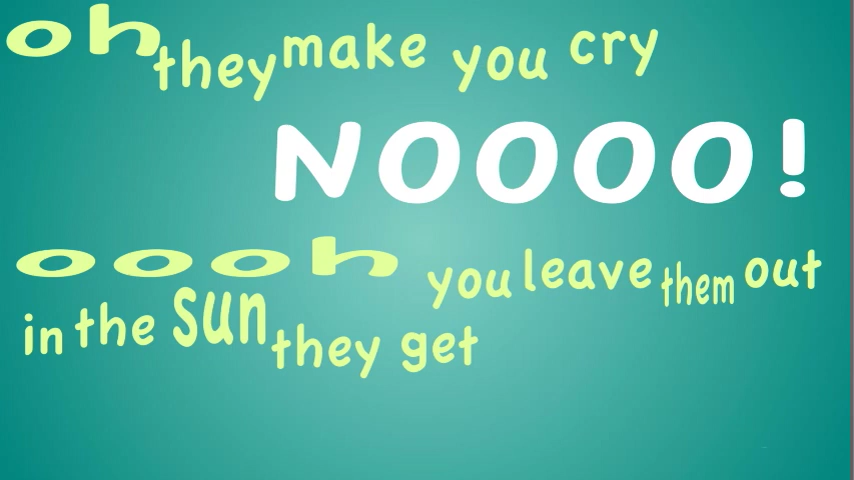 oh they make you cry
NOOOO!
oooh you leave them out
in the sun they get